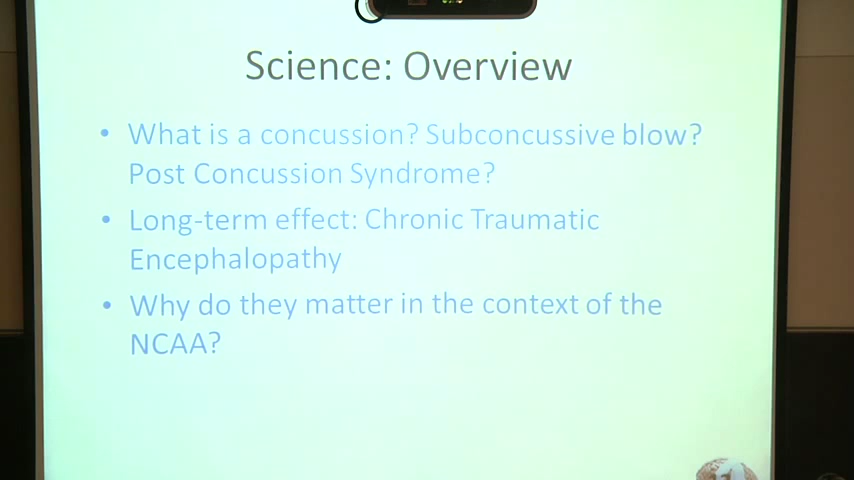 Science: Overview
• What is a concussion? Subconcussive blow?
Post Concussion Syndrome?
• Long-term effect: Chronic Traumatic
Encephalopathy
• Why do they matter in the context of the
NCAA?